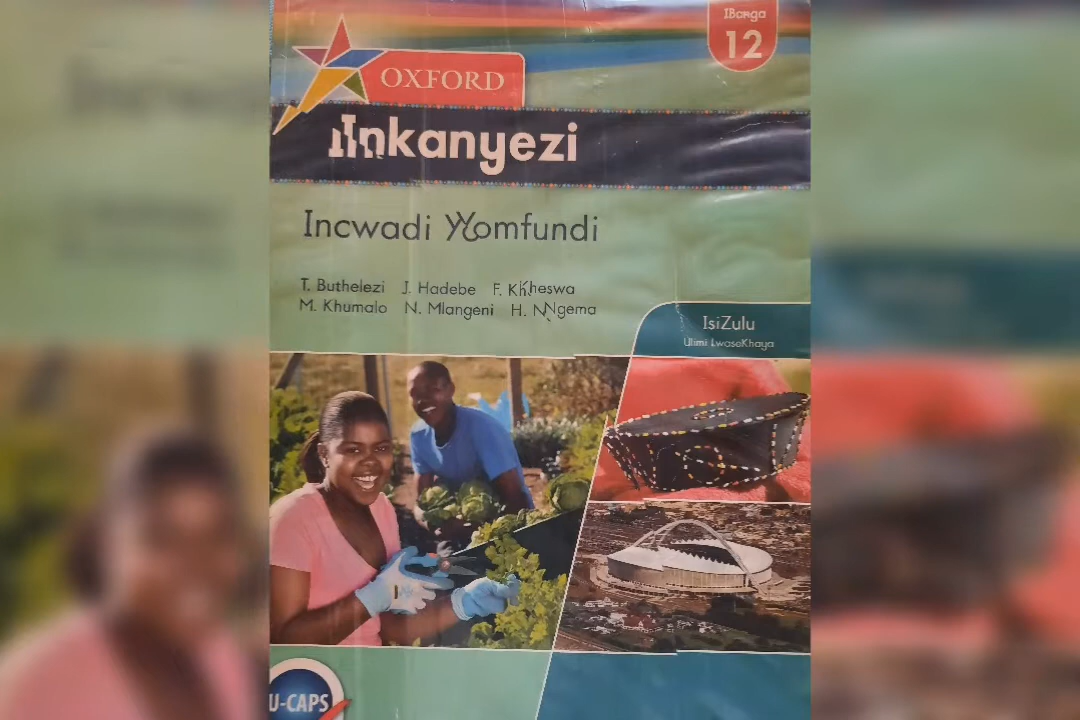 IBanga
12
OXFORD
Inkanyezi
Incwadi Yomfundi
T. Buthelezi J. Hadebe F. Kheswa
M. Khumalo N. Mlangeni H. Ngema
IsiZulu
Ulimi LwaseKhaya
U-CAPS